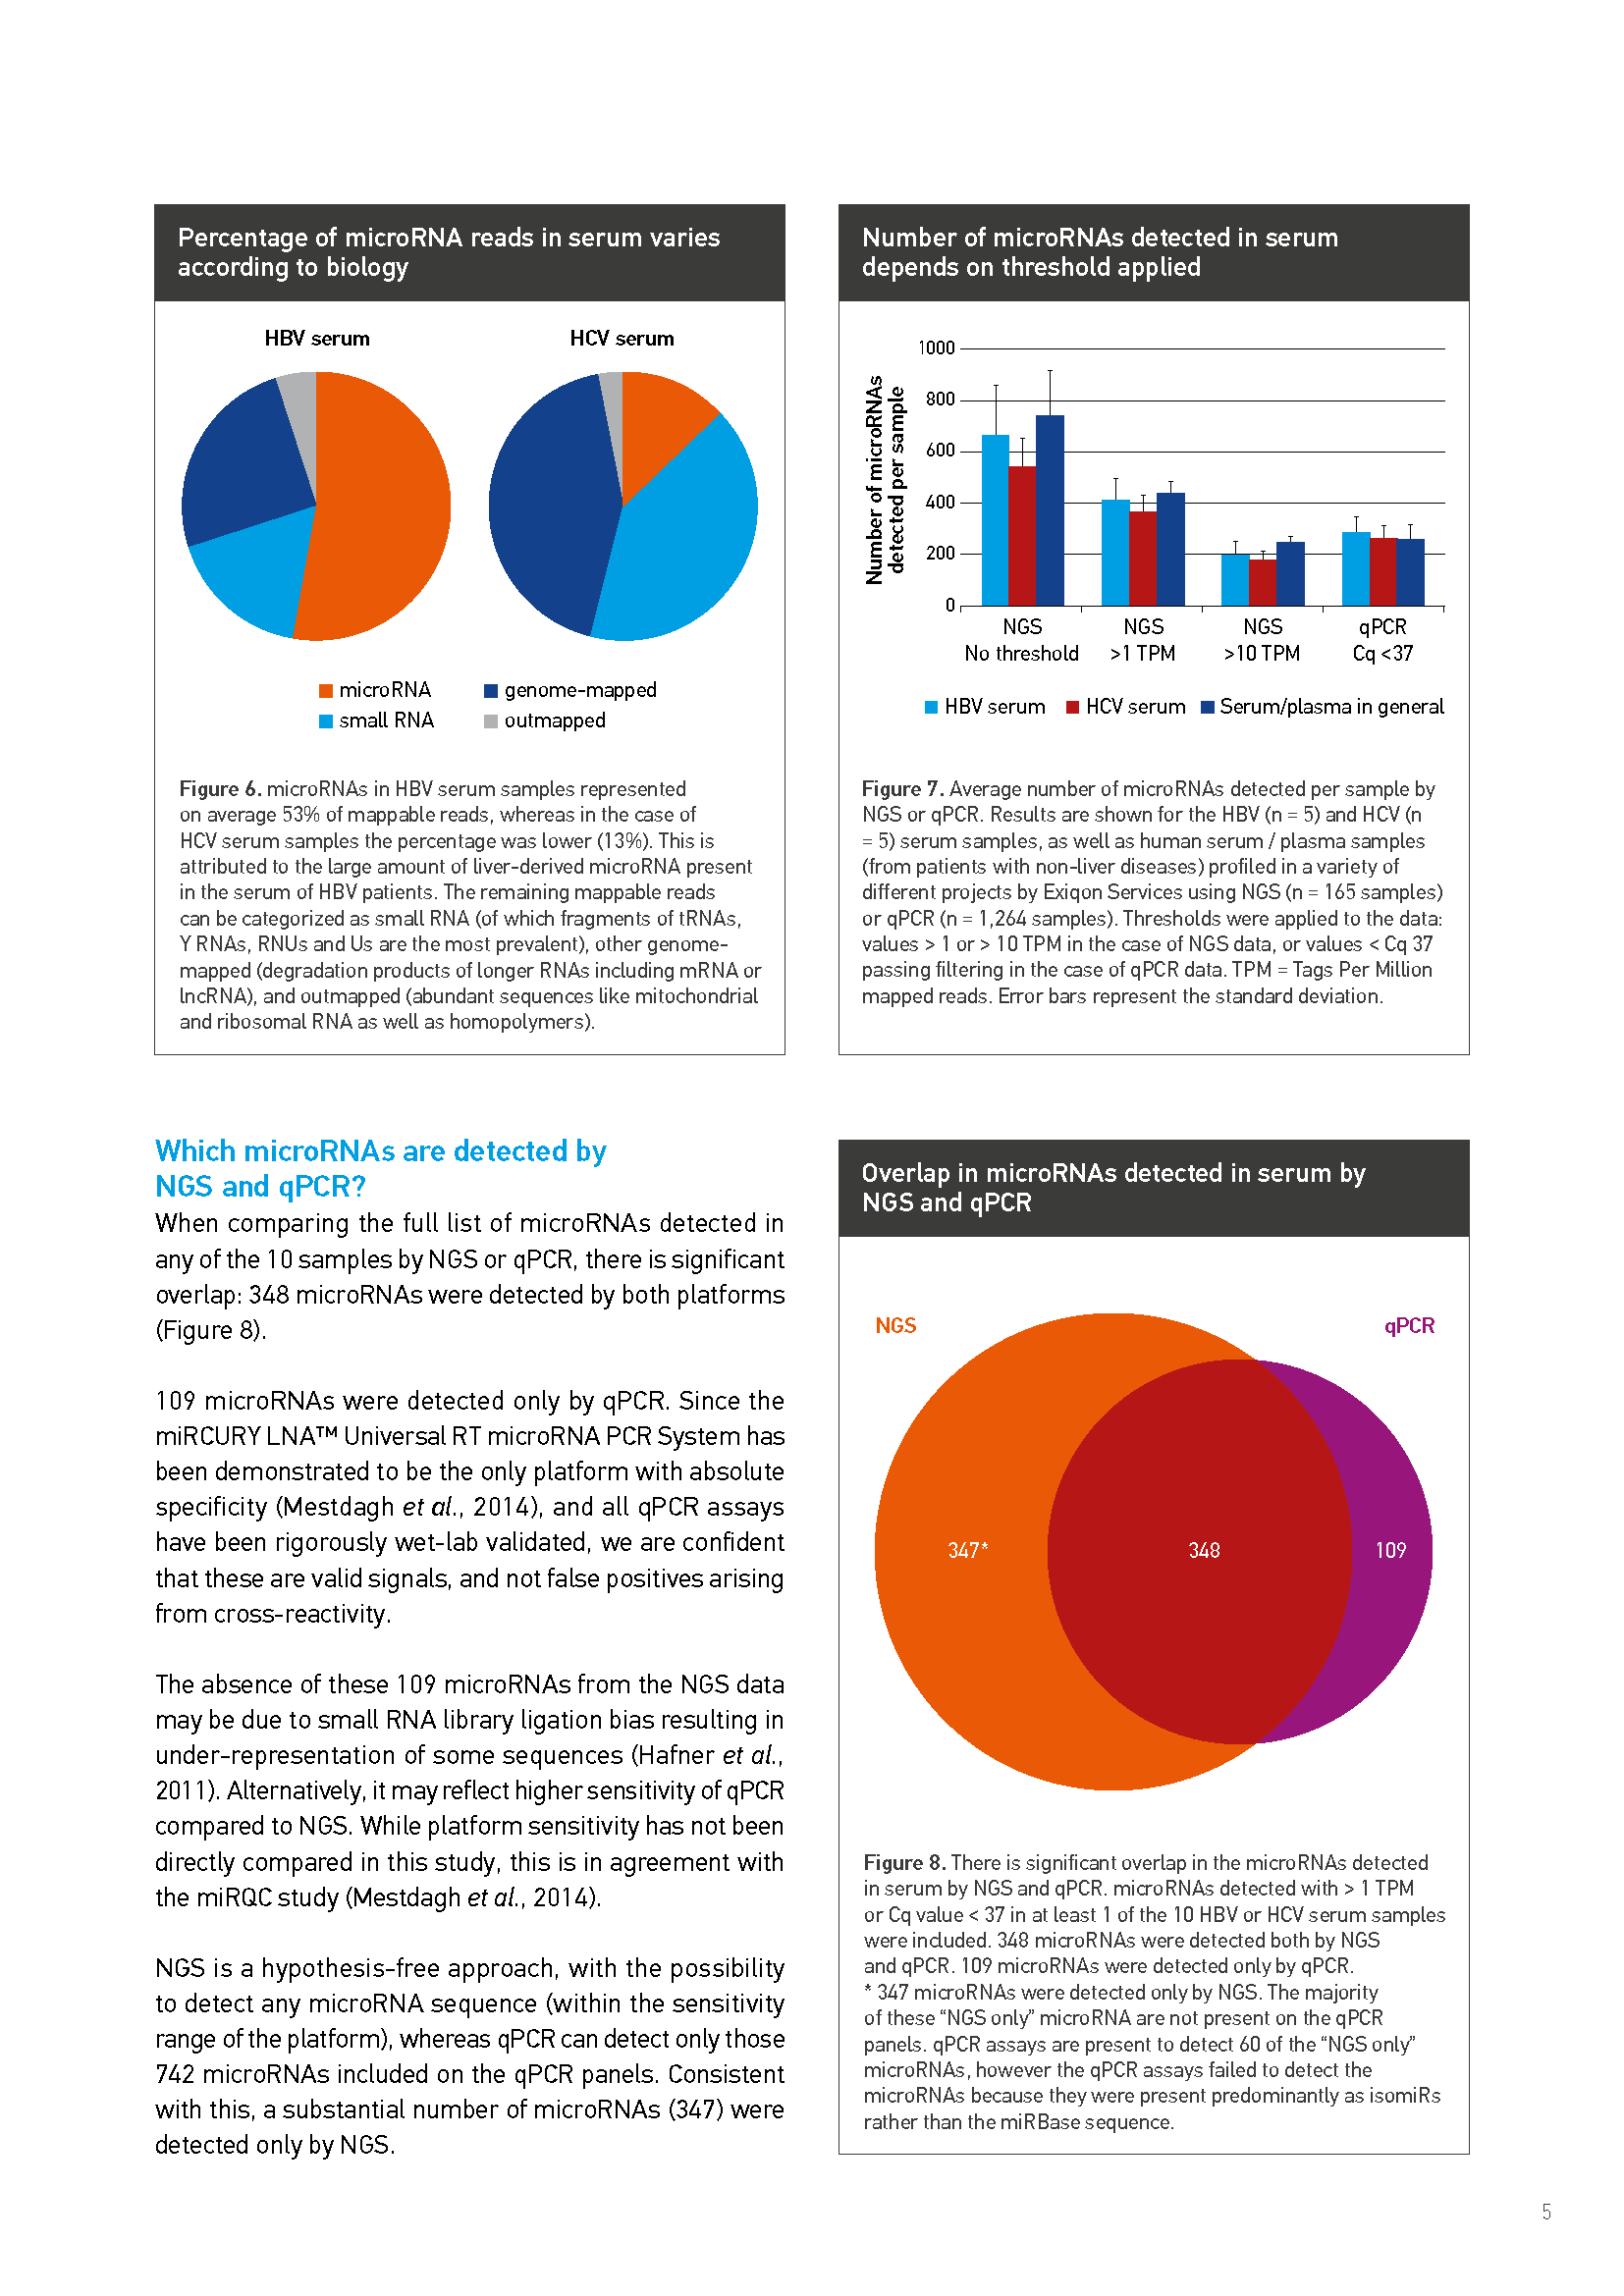 Percentage of microRNA reads in serum varies
according to biology
HBV serum
HCV serum
microRNA
genome-mapped
small RNA
outmapped
Figure 6. microRNAs in HBV serum samples represented
on average 53% of mappable reads, whereas in the case of
HCV serum samples the percentage was lower (13%). This is
attributed to the large amount of liver-derived microRNA present
in the serum of HBV patients. The remaining mappable reads
can be categorized as small RNA (of which fragments of tRNAs,
Y RNAs, RNUs and Us are the most prevalent), other genome-
mapped (degradation products of longer RNAs including mRNA or
lncRNA), and outmapped (abundant sequences like mitochondrial
and ribosomal RNA as well as homopolymers).
Number of microRNAs detected in serum
depends on threshold applied
Number of microRNAs
detected per sample
1000
800
600
400
200
0
NGS
No threshold
NGS
>1 TPM
NGS
>10 TPM
qPCR
Cq <37
HBV serum
HCV serum
Serum/plasma in general
Figure 7. Average number of microRNAs detected per sample by
NGS or qPCR. Results are shown for the HBV (n = 5) and HCV (n
= 5) serum samples, as well as human serum / plasma samples
(from patients with non-liver diseases) profiled in a variety of
different projects by Exiqon Services using NGS (n = 165 samples)
or qPCR (n = 1,264 samples). Thresholds were applied to the data:
values > 1 or > 10 TPM in the case of NGS data, or values < Cq 37
passing filtering in the case of qPCR data. TPM = Tags Per Million
mapped reads. Error bars represent the standard deviation.
Which microRNAs are detected by
NGS and qPCR?
When comparing the full list of microRNAs detected in
any of the 10 samples by NGS or qPCR, there is significant
overlap: 348 microRNAs were detected by both platforms
(Figure 8).
109 microRNAs were detected only by qPCR. Since the
miRCURY LNA™ Universal RT microRNA PCR System has
been demonstrated to be the only platform with absolute
specificity (Mestdagh et al., 2014), and all qPCR assays
have been rigorously wet-lab validated, we are confident
that these are valid signals, and not false positives arising
from cross-reactivity.
The absence of these 109 microRNAs from the NGS data
may be due to small RNA library ligation bias resulting in
under-representation of some sequences (Hafner et al.,
2011). Alternatively, it may reflect higher sensitivity of qPCR
compared to NGS. While platform sensitivity has not been
directly compared in this study, this is in agreement with
the miRQC study (Mestdagh et al., 2014).
NGS is a hypothesis-free approach, with the possibility
to detect any microRNA sequence (within the sensitivity
range of the platform), whereas qPCR can detect only those
742 microRNAs included on the qPCR panels. Consistent
with this, a substantial number of microRNAs (347) were
detected only by NGS.
Overlap in microRNAs detected in serum by
NGS and qPCR
NGS
qPCR
347*
348
109
Figure 8. There is significant overlap in the microRNAs detected
in serum by NGS and qPCR. microRNAs detected with > 1 TPM
or Cq value < 37 in at least 1 of the 10 HBV or HCV serum samples
were included. 348 microRNAs were detected both by NGS
and qPCR. 109 microRNAs were detected only by qPCR.
* 347 microRNAs were detected only by NGS. The majority
of these “NGS only” microRNA are not present on the qPCR
panels. qPCR assays are present to detect 60 of the “NGS only”
microRNAs, however the qPCR assays failed to detect the
microRNAs because they were present predominantly as isomiRs
rather than the miRBase sequence.
5